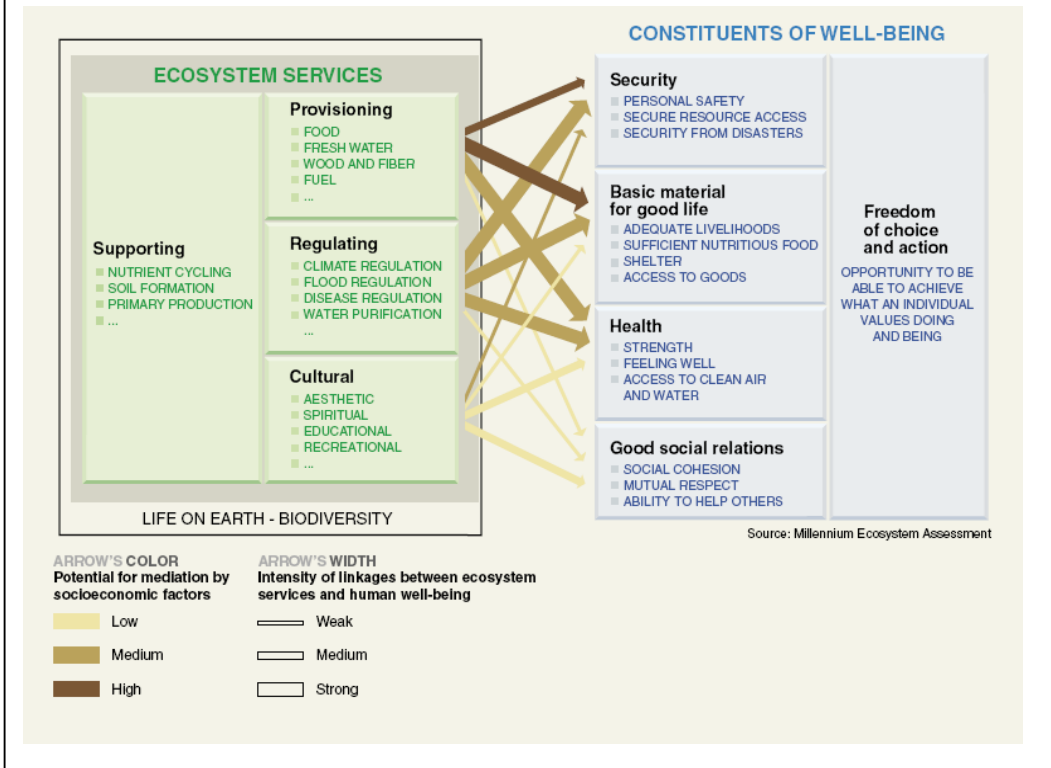 CONSTITUENTS OF WELL-BEING
ECOSYSTEM SERVICES
Supporting
NUTRIENT CYCLING
SOIL FORMATION
PRIMARY PRODUCTION
...
Provisioning
FOOD
FRESH WATER
WOOD AND FIBER
FUEL
...
Regulating
CLIMATE REGULATION
FLOOD REGULATION
DISEASE REGULATION
WATER PURIFICATION
...
Cultural
AESTHETIC
SPIRITUAL
EDUCATIONAL
RECREATIONAL
...
LIFE ON EARTH - BIODIVERSITY
Security
PERSONAL SAFETY
SECURE RESOURCE ACCESS
SECURITY FROM DISASTERS
Basic material
for good life
ADEQUATE LIVELIHOODS
SUFFICIENT NUTRITIOUS FOOD
SHELTER
ACCESS TO GOODS
Health
STRENGTH
FEELING WELL
ACCESS TO CLEAN AIR
AND WATER
Good social relations
SOCIAL COHESION
MUTUAL RESPECT
ABILITY TO HELP OTHERS
Freedom
of choice
and action
OPPORTUNITY TO BE
ABLE TO ACHIEVE
WHAT AN INDIVIDUAL
VALUES DOING
AND BEING
Source: Millennium Ecosystem Assessment
ARROW'S COLOR
Potential for mediation by
socioeconomic factors
Low
Medium
High
ARROW'S WIDTH
Intensity of linkages between ecosystem
services and human well-being
Weak
Medium
Strong